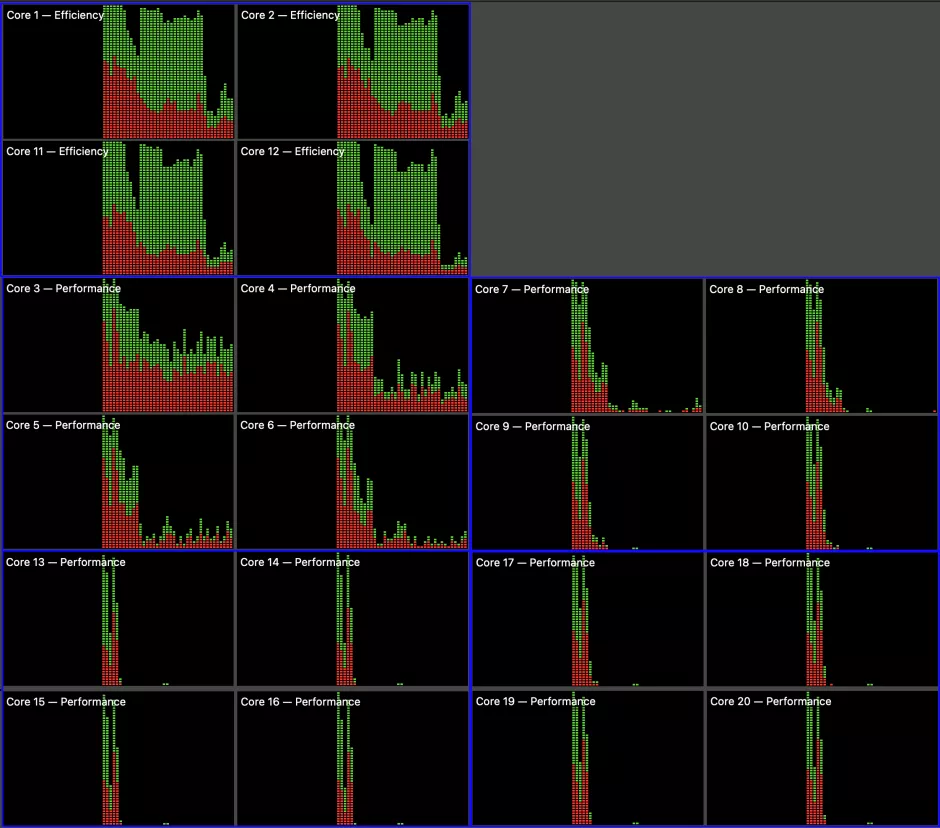 Core 1 — Efficiency
Core 2 — Efficiency
Core 11 — Efficiency
Core 12 — Efficiency
Core 3 — Performance
Core 4 — Performance
Core 7 — Performance
Core 8 — Performance
Core 5 — Performance
Core 6 — Performance
Core 9 — Performance
Core 10 — Performance
Core 13 — Performance
Core 14 — Performance
Core 17 — Performance
Core 18 — Performance
Core 15 — Performance
Core 16 — Performance
Core 19 — Performance
Core 20 — Performance